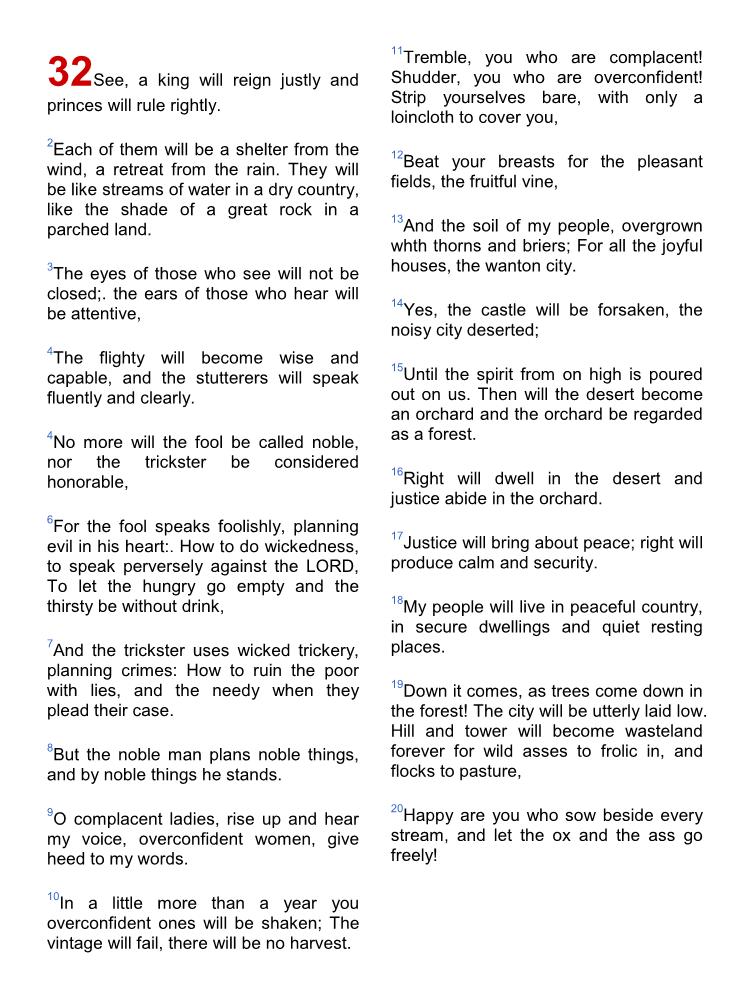 32See, a king will reign justly and
princes will rule rightly.
2Each of them will be a shelter from the
wind, a retreat from the rain. They will
be like streams of water in a dry country,
like the shade of a great rock in a
parched land.
3The eyes of those who see will not be
closed;. the ears of those who hear will
be attentive,
4The flighty will become wise and
capable, and the stutterers will speak
fluently and clearly.
4No more will the fool be called noble,
nor the trickster be considered
honorable,
6For the fool speaks foolishly, planning
evil in his heart:. How to do wickedness,
to speak perversely against the LORD,
To let the hungry go empty and the
thirsty be without drink,
7And the trickster uses wicked trickery,
planning crimes: How to ruin the poor
with lies, and the needy when they
plead their case.
8But the noble man plans noble things,
and by noble things he stands.
9O complacent ladies, rise up and hear
my voice, overconfident women, give
heed to my words.
10In a little more than a year you
overconfident ones will be shaken; The
vintage will fail, there will be no harvest.
11Tremble, you who are complacent!
Shudder, you who are overconfident!
Strip yourselves bare, with only a
loincloth to cover you,
12Beat your breasts for the pleasant
fields, the fruitful vine,
13And the soil of my people, overgrown
whth thorns and briers; For all the joyful
houses, the wanton city.
14Yes, the castle will be forsaken, the
noisy city deserted;
15Until the spirit from on high is poured
out on us. Then will the desert become
an orchard and the orchard be regarded
as a forest.
16Right will dwell in the desert and
justice abide in the orchard.
17Justice will bring about peace; right will
produce calm and security.
18My people will live in peaceful country,
in secure dwellings and quiet resting
places.
19Down it comes, as trees come down in
the forest! The city will be utterly laid low.
Hill and tower will become wasteland
forever for wild asses to frolic in, and
flocks to pasture,
20Happy are you who sow beside every
stream, and let the ox and the ass go
freely!